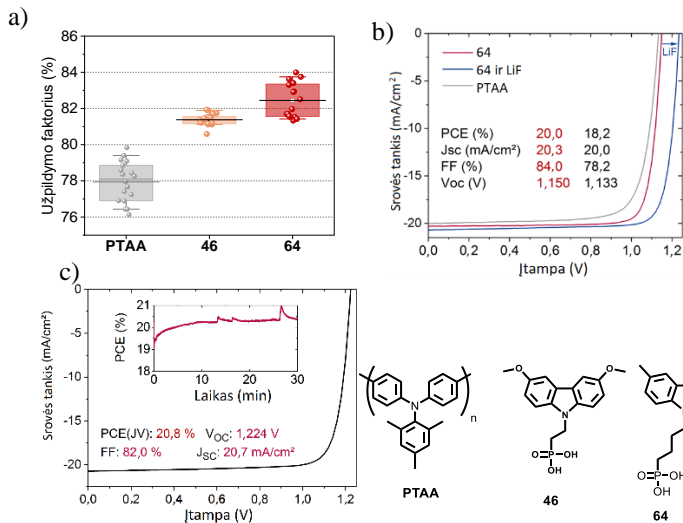 a)
Užpildymo faktorius (%)
86
84
82
80
78
76
PTAA 46 64
b)
Srovės tankis (mA/cm²)
0
-5
-10
-15
-20
64
64 ir LiF
PTAA
LiF
PCE (%) 20,0 18,2
Jsc (mA/cm²) 20,3 20,0
FF (%) 84,0 78,2
Voc (V) 1,150 1,133
0,0 0,2 0,4 0,6 0,8 1,0 1,2
Įtampa (V)
c)
Srovės tankis (mA/cm²)
0
-5
-10
-15
-20
PCE (%)
21
20
19
0 10 20 30
Laikas (min)
PCE(JV): 20,8 % VOC: 1,224 V
FF: 82,0 % JSC: 20,7 mA/cm²
0,0 0,2 0,4 0,6 0,8 1,0 1,2
Įtampa (V)
N
n
PTAA
O
O
N
O
P
OH
OH
46
O
P
OH
OH
64